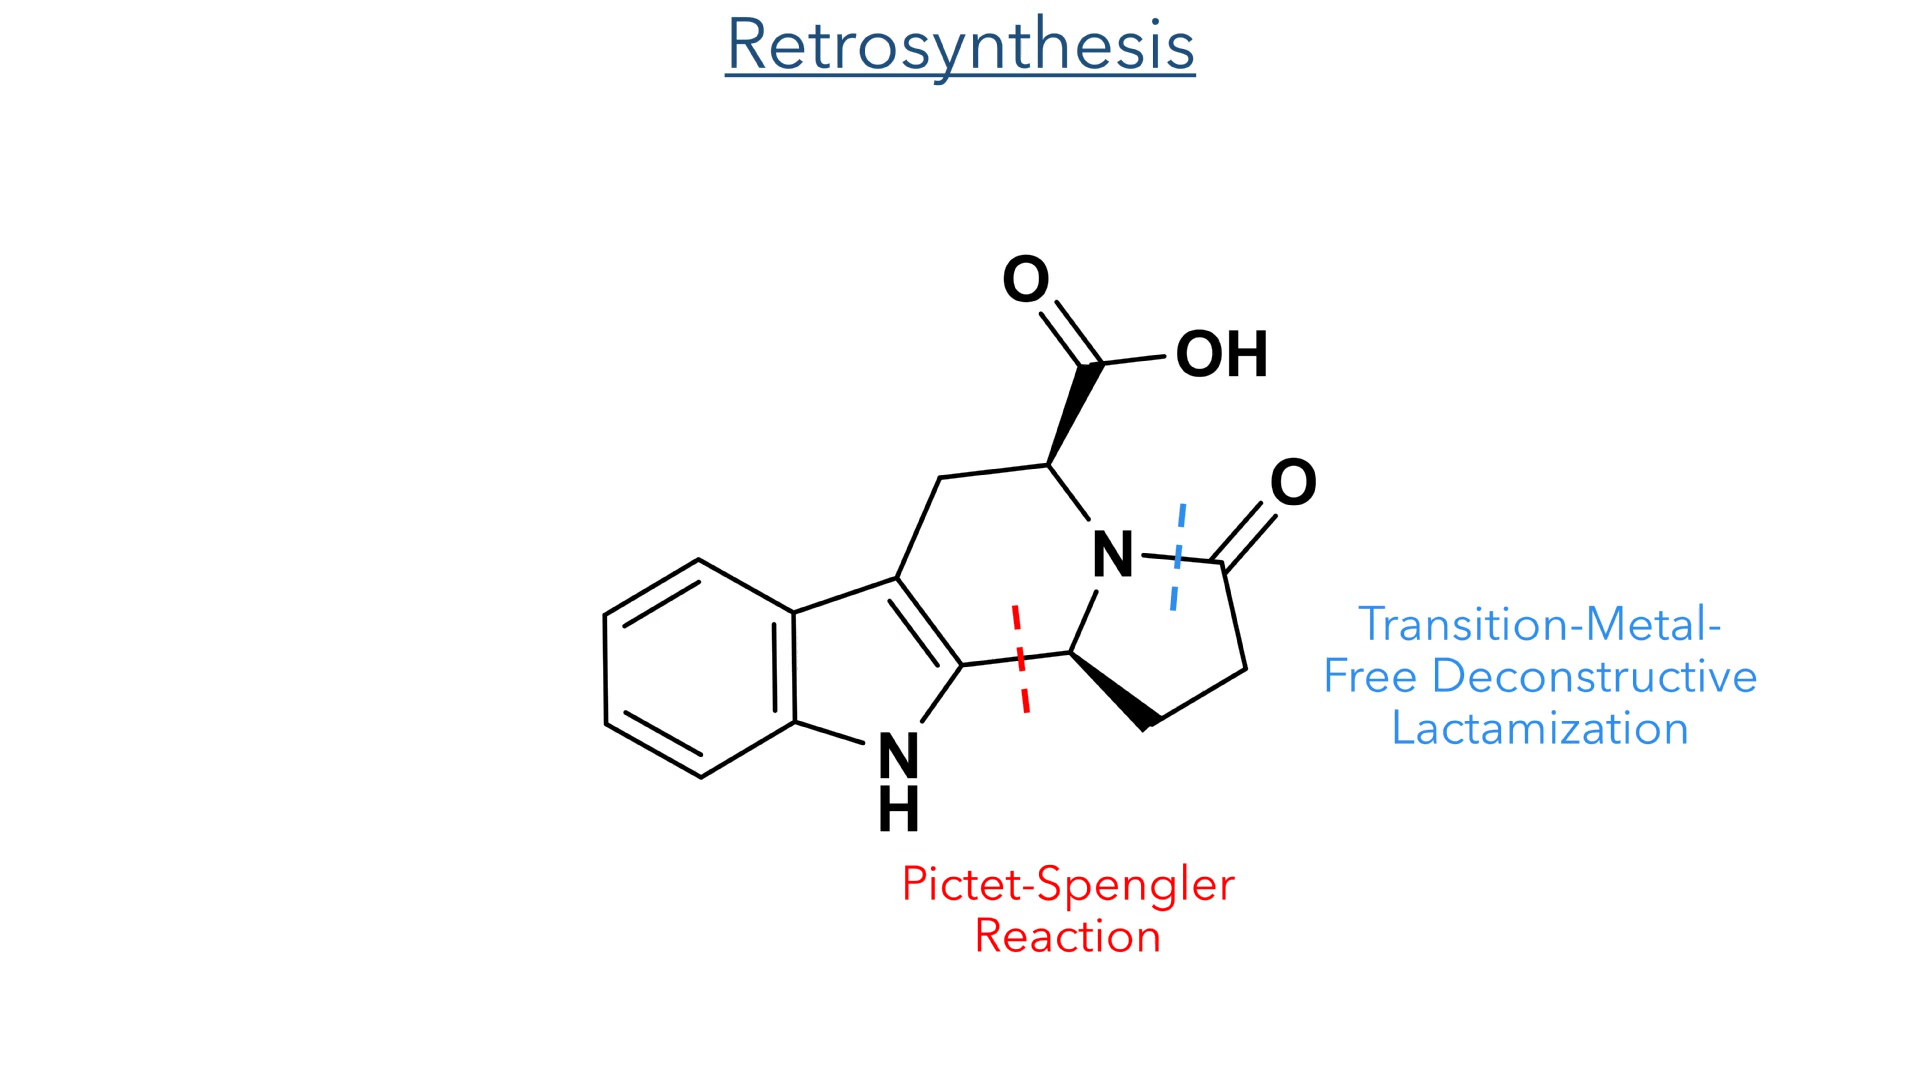 Retrosynthesis
O
OH
O
N
N
H
Transition-Metal-
Free Deconstructive
Lactamization
Pictet-Spengler
Reaction